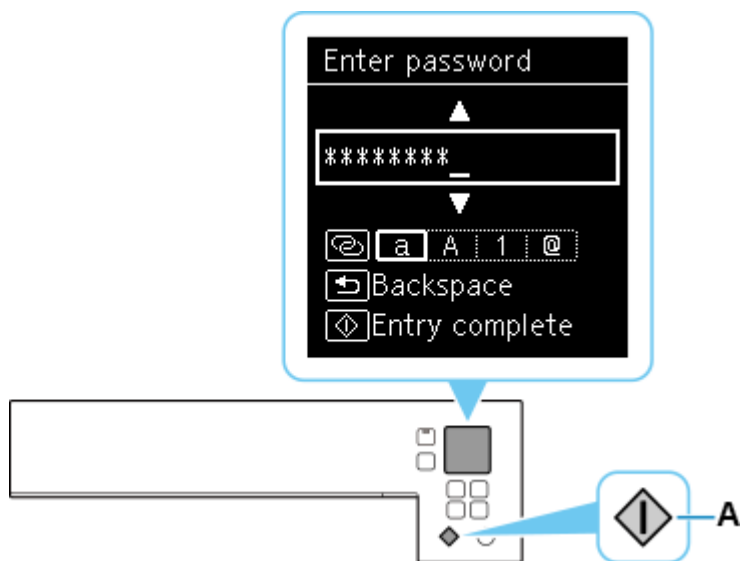 Enter password
********_
a A 1 @
Backspace
Entry complete
A